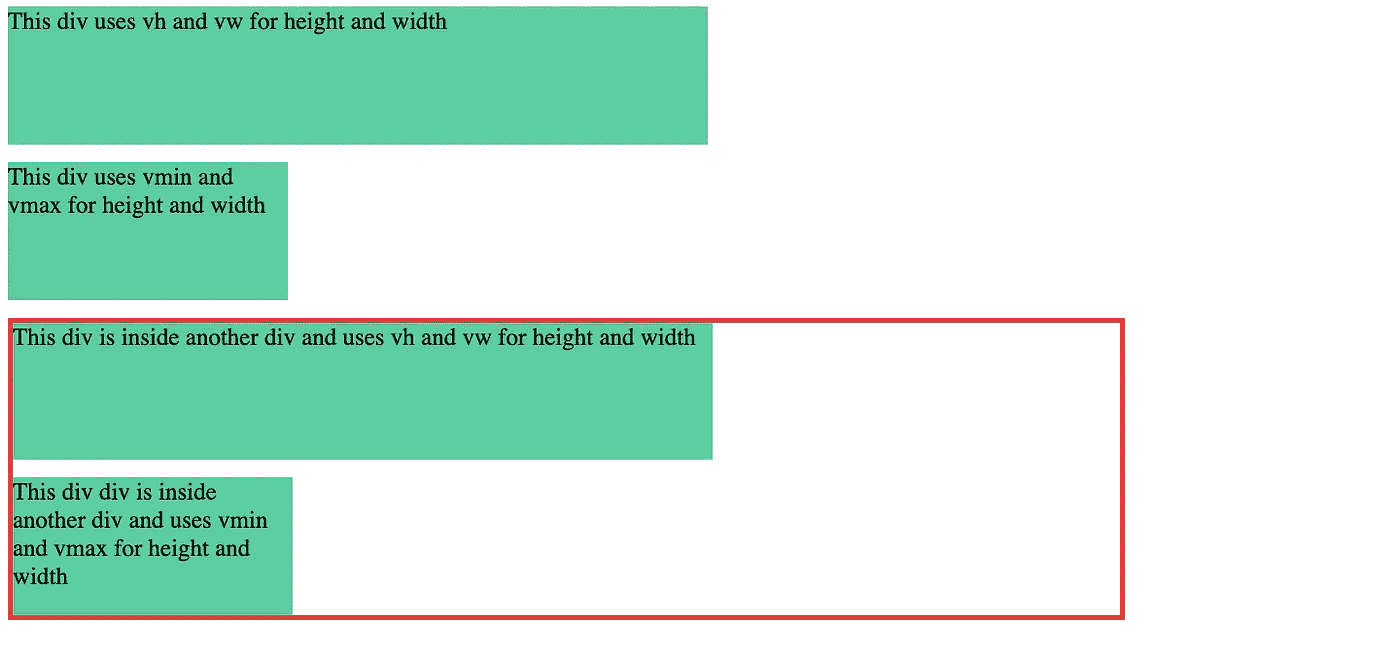 This div uses vh and vw for height and width
This div uses vmin and
vmax for height and width
This div is inside another div and uses vh and vw for height and width
This div div is inside
another div and uses vmin
and vmax for height and
width